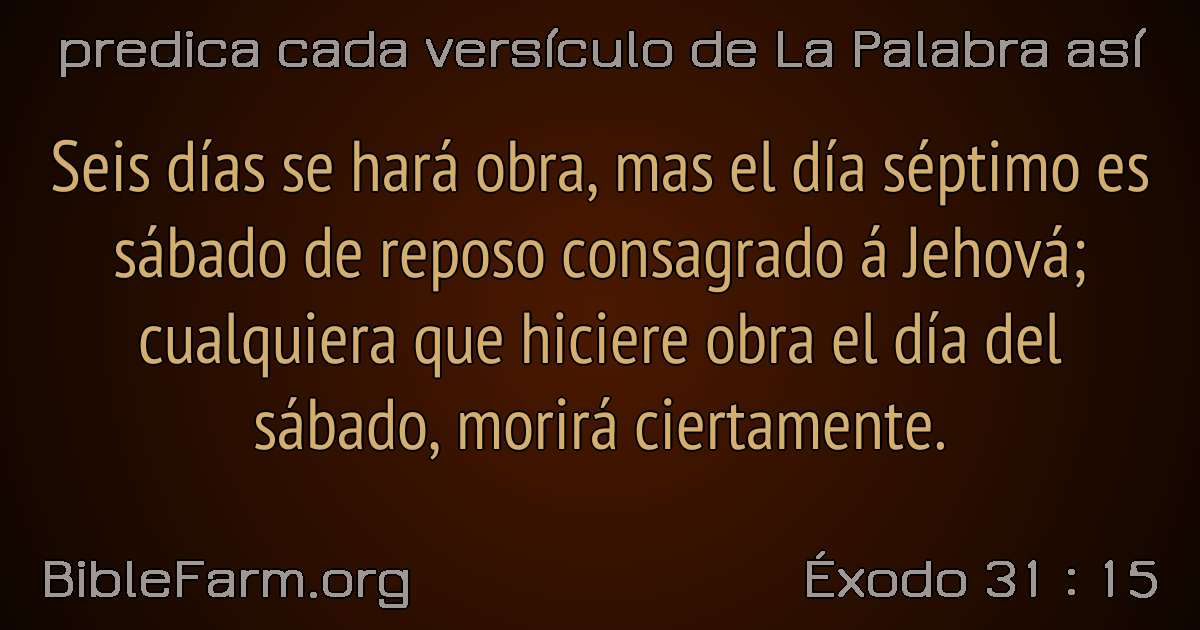 predica cada versículo de La Palabra así
Seis días se hará obra, mas el día séptimo es
sábado de reposo consagrado á Jehová;
cualquiera que hiciere obra el día del
sábado, morirá ciertamente.
BibleFarm.org
Éxodo 31 : 15